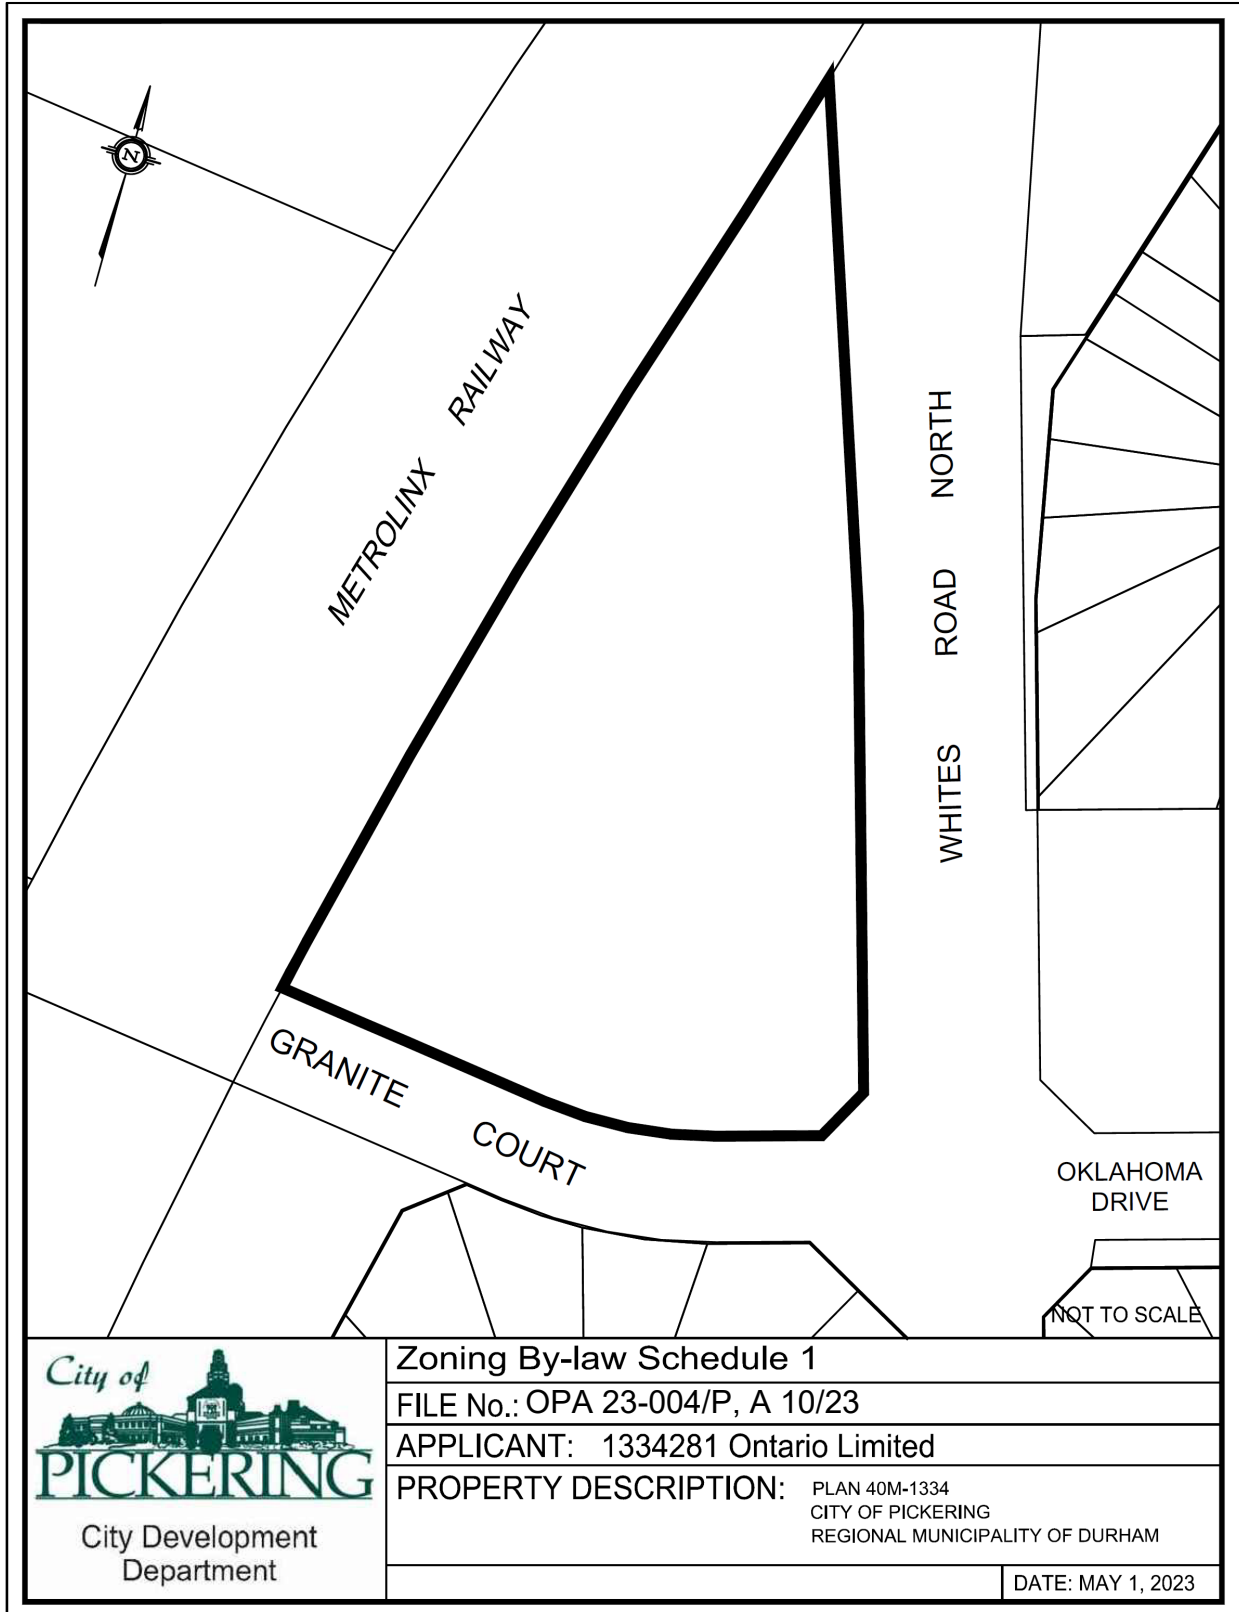 N
METROLINX RAILWAY
WHITES ROAD NORTH
GRANITE COURT
OKLAHOMA
DRIVE
NOT TO SCALE
City of
PICKERING
City Development
Department
Zoning By-law Schedule 1
FILE No.: OPA 23-004/P, A 10/23
APPLICANT: 1334281 Ontario Limited
PROPERTY DESCRIPTION: PLAN 40M-1334
CITY OF PICKERING
REGIONAL MUNICIPALITY OF DURHAM
DATE: MAY 1, 2023